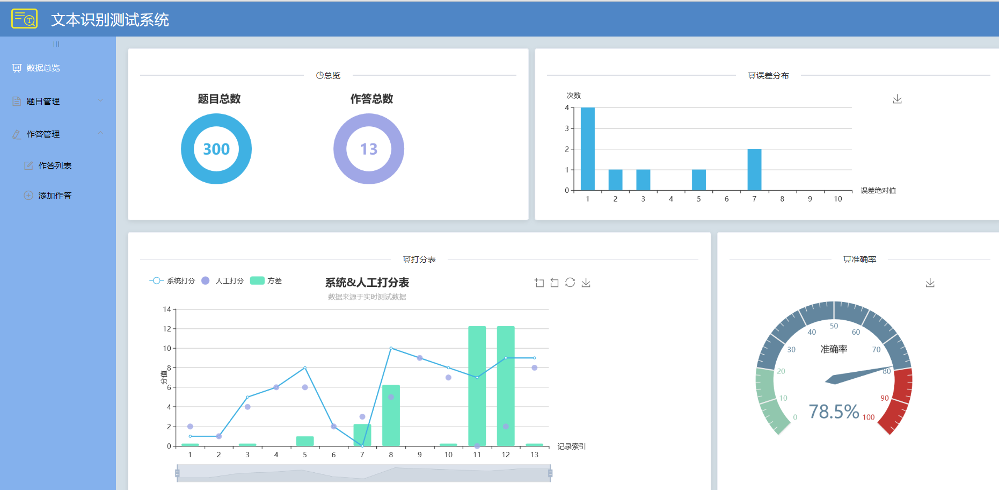 文本识别测试系统
数据总览
题目管理
作答管理
作答列表
添加作答
总览
题目总数
作答总数
300
13
误差分布
次数
4
3
2
1
0
1 2 3 4 5 6 7 8 9 10
误差绝对值
打分表
系统打分 人工打分 方差
系统&人工打分表
数据来源于实时测试数据
分值
14
12
10
8
6
4
2
0
1 2 3 4 5 6 7 8 9 10 11 12 13
记录索引
准确率
0
10
20
30
40
50
60
70
80
90
100
准确率
78.5%